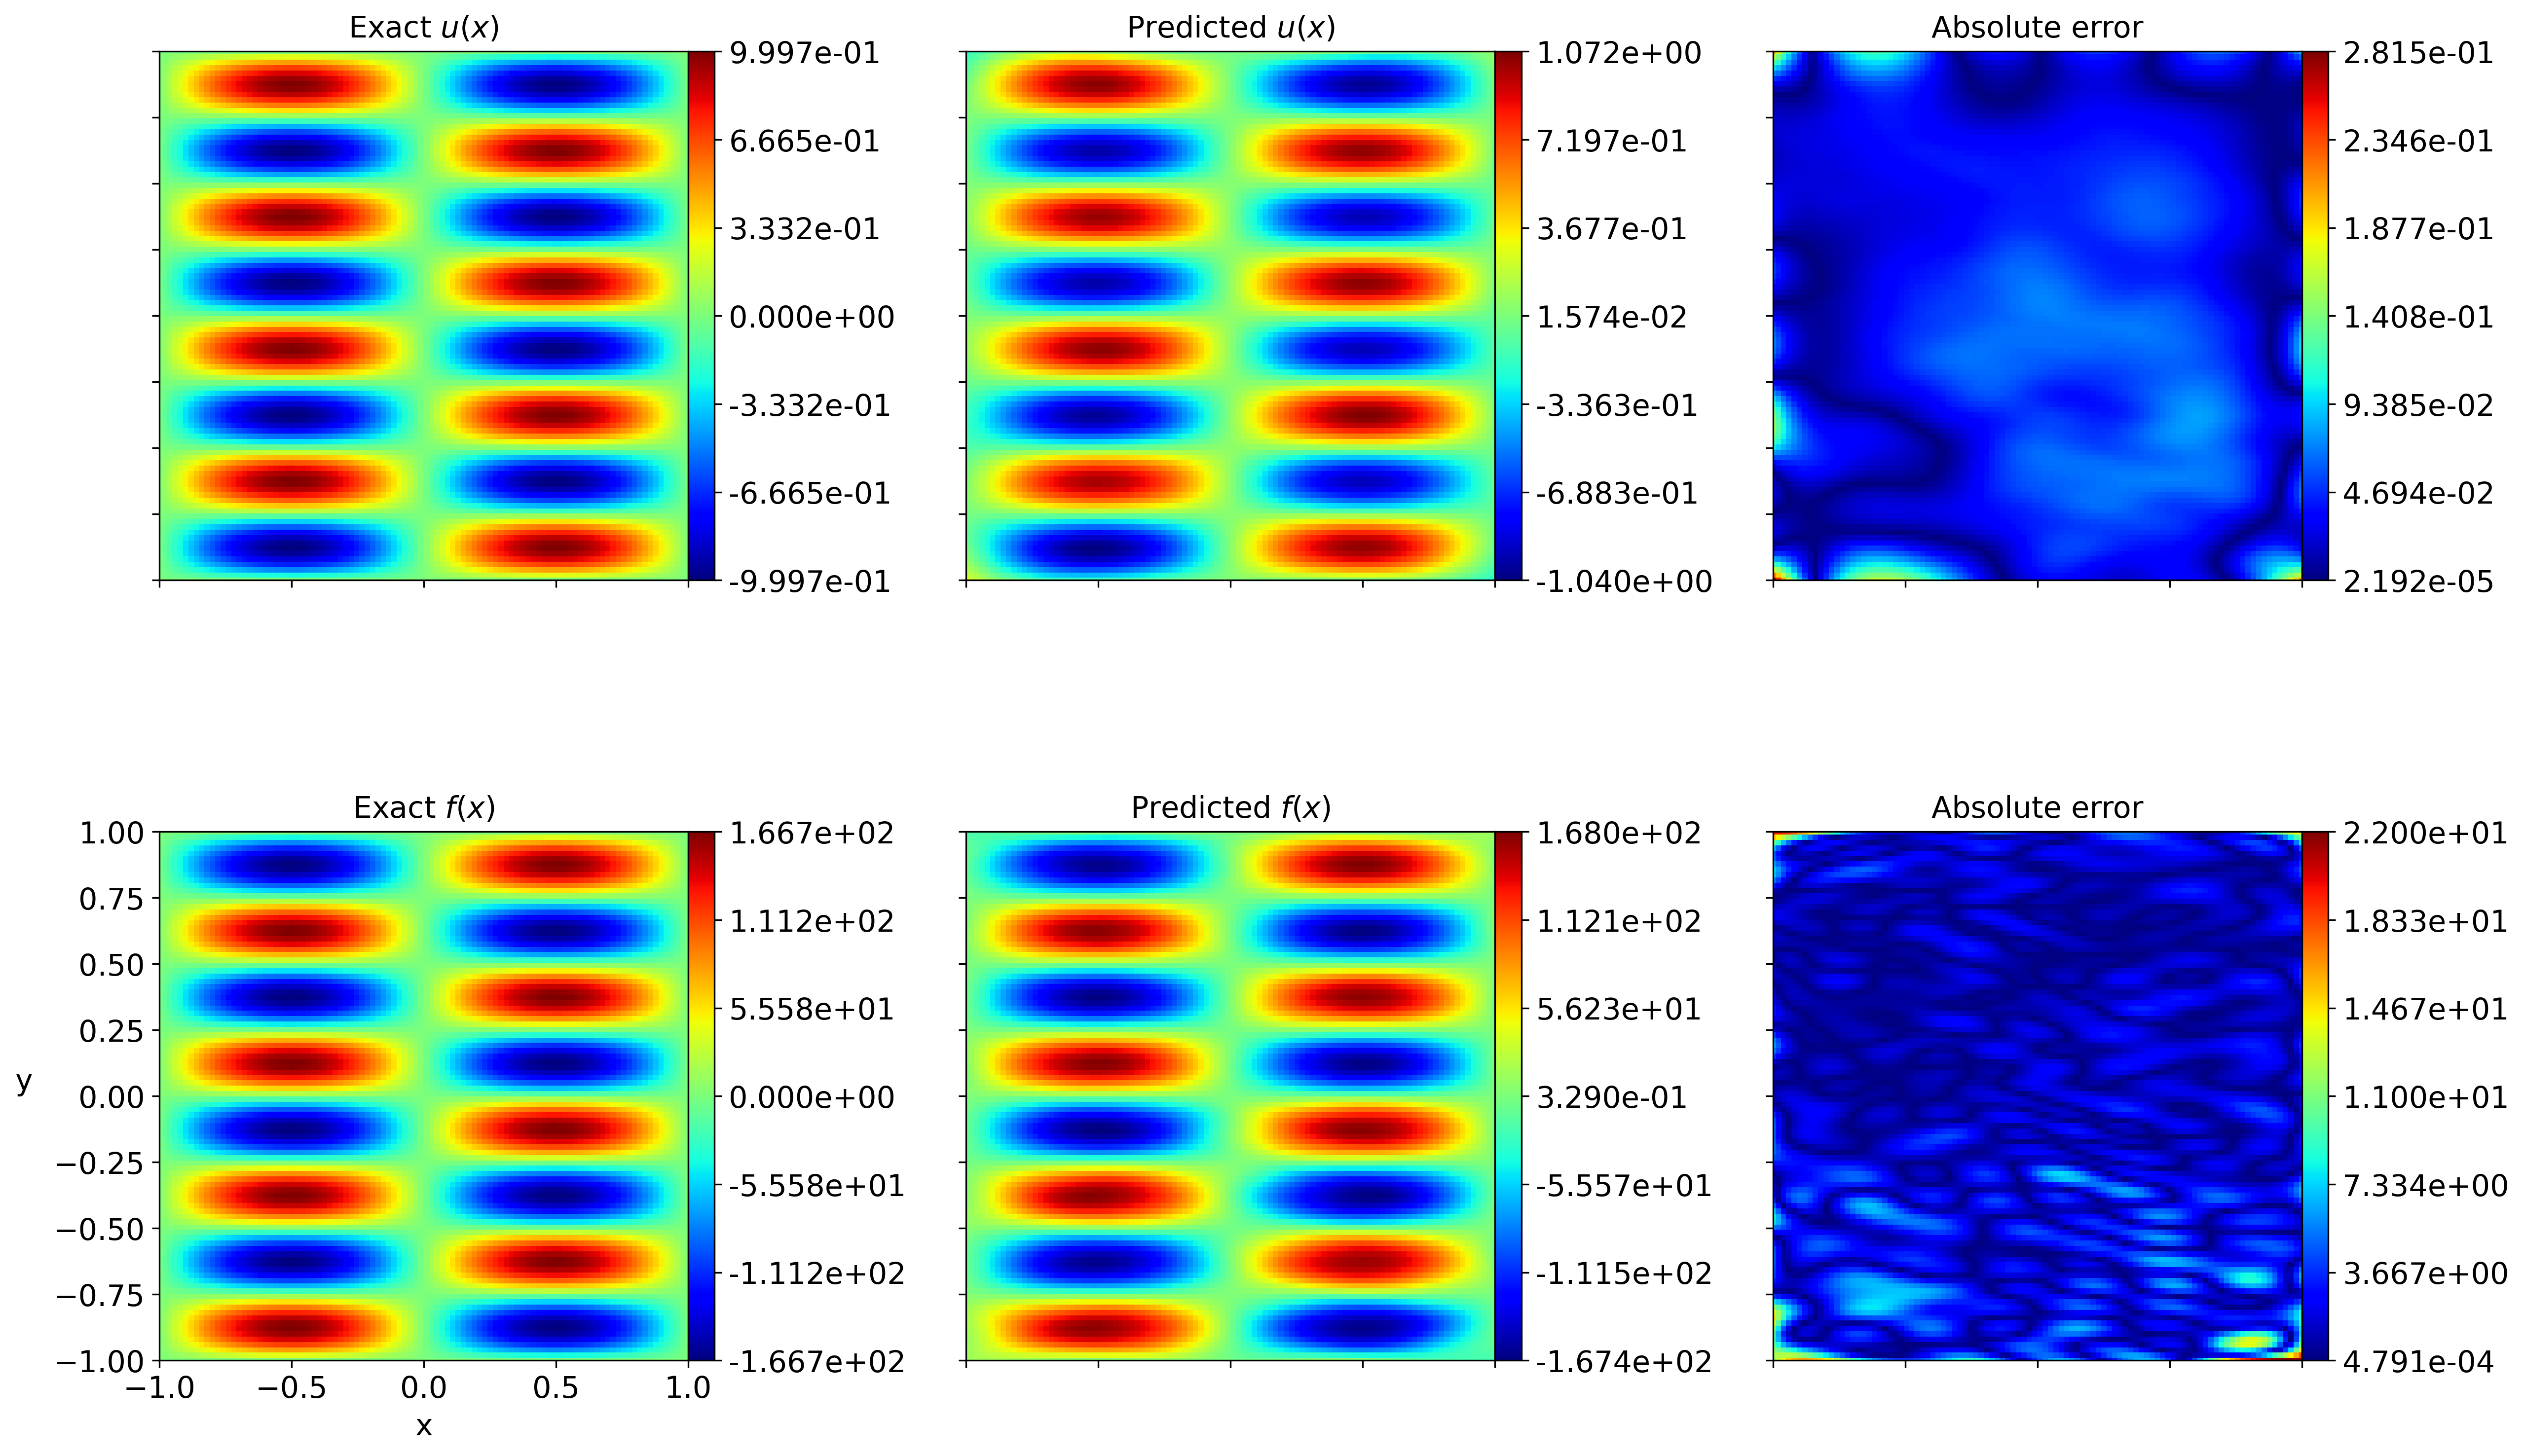 Exact u(x)
9.997e-01
6.665e-01
3.332e-01
0.000e+00
-3.332e-01
-6.665e-01
-9.997e-01
Predicted u(x)
1.072e+00
7.197e-01
3.677e-01
1.574e-02
-3.363e-01
-6.883e-01
-1.040e+00
Absolute error
2.815e-01
2.346e-01
1.877e-01
1.408e-01
9.385e-02
4.694e-02
2.192e-05
Exact f(x)
y
1.00
0.75
0.50
0.25
0.00
−0.25
−0.50
−0.75
−1.00
−1.0 −0.5 0.0 0.5 1.0
x
1.667e+02
1.112e+02
5.558e+01
0.000e+00
-5.558e+01
-1.112e+02
-1.667e+02
Predicted f(x)
1.680e+02
1.121e+02
5.623e+01
3.290e-01
-5.557e+01
-1.115e+02
-1.674e+02
Absolute error
2.200e+01
1.833e+01
1.467e+01
1.100e+01
7.334e+00
3.667e+00
4.791e-04